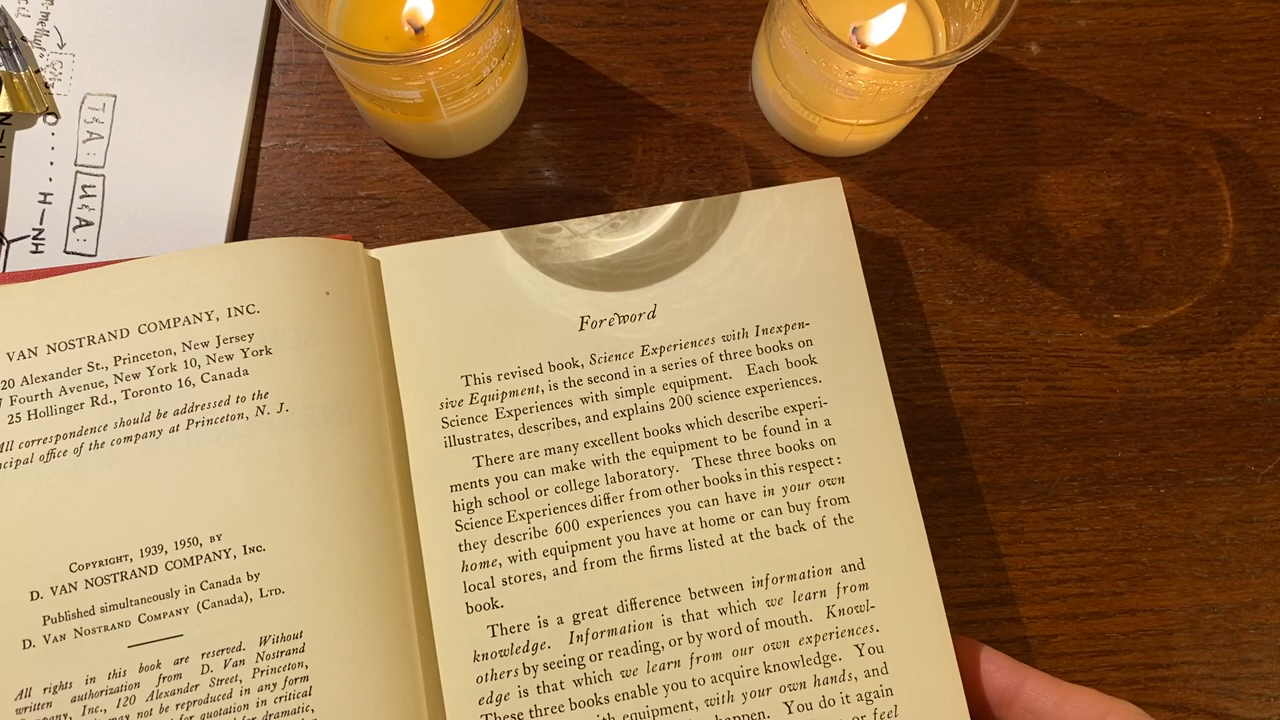 T&A:
U&A:
H—NH
VAN NOSTRAND COMPANY, INC.
20 Alexander St., Princeton, New Jersey
Fourth Avenue, New York 10, New York
25 Hollinger Rd., Toronto 16, Canada
All correspondence should be addressed to the
office of the company at Princeton, N. J.
Copyright, 1939, 1950, by
D. VAN NOSTRAND COMPANY, Inc.
Published simultaneously in Canada by
D. Van Nostrand Company (Canada), Ltd.
All rights in this book are reserved. Without
written authorization from D. Van Nostrand
Inc., 120 Alexander Street, Princeton,
may not be reproduced in any form
for quotation in critical
for dramatic,
Foreword
This revised book, Science Experiences with Inexpen-
sive Equipment, is the second in a series of three books on
Science Experiences with simple equipment. Each book
illustrates, describes, and explains 200 science experiences.
There are many excellent books which describe experi-
ments you can make with the equipment to be found in a
high school or college laboratory. These three books on
Science Experiences differ from other books in this respect:
they describe 600 experiences you can have in your own
home, with equipment you have at home or can buy from
local stores, and from the firms listed at the back of the
book.
There is a great difference between information and
knowledge. Information is that which we learn from
others by seeing or reading, or by word of mouth. Knowl-
edge is that which we learn from our own experiences.
These three books enable you to acquire knowledge. You
equipment, with your own hands, and
happen. You do it again
or feel